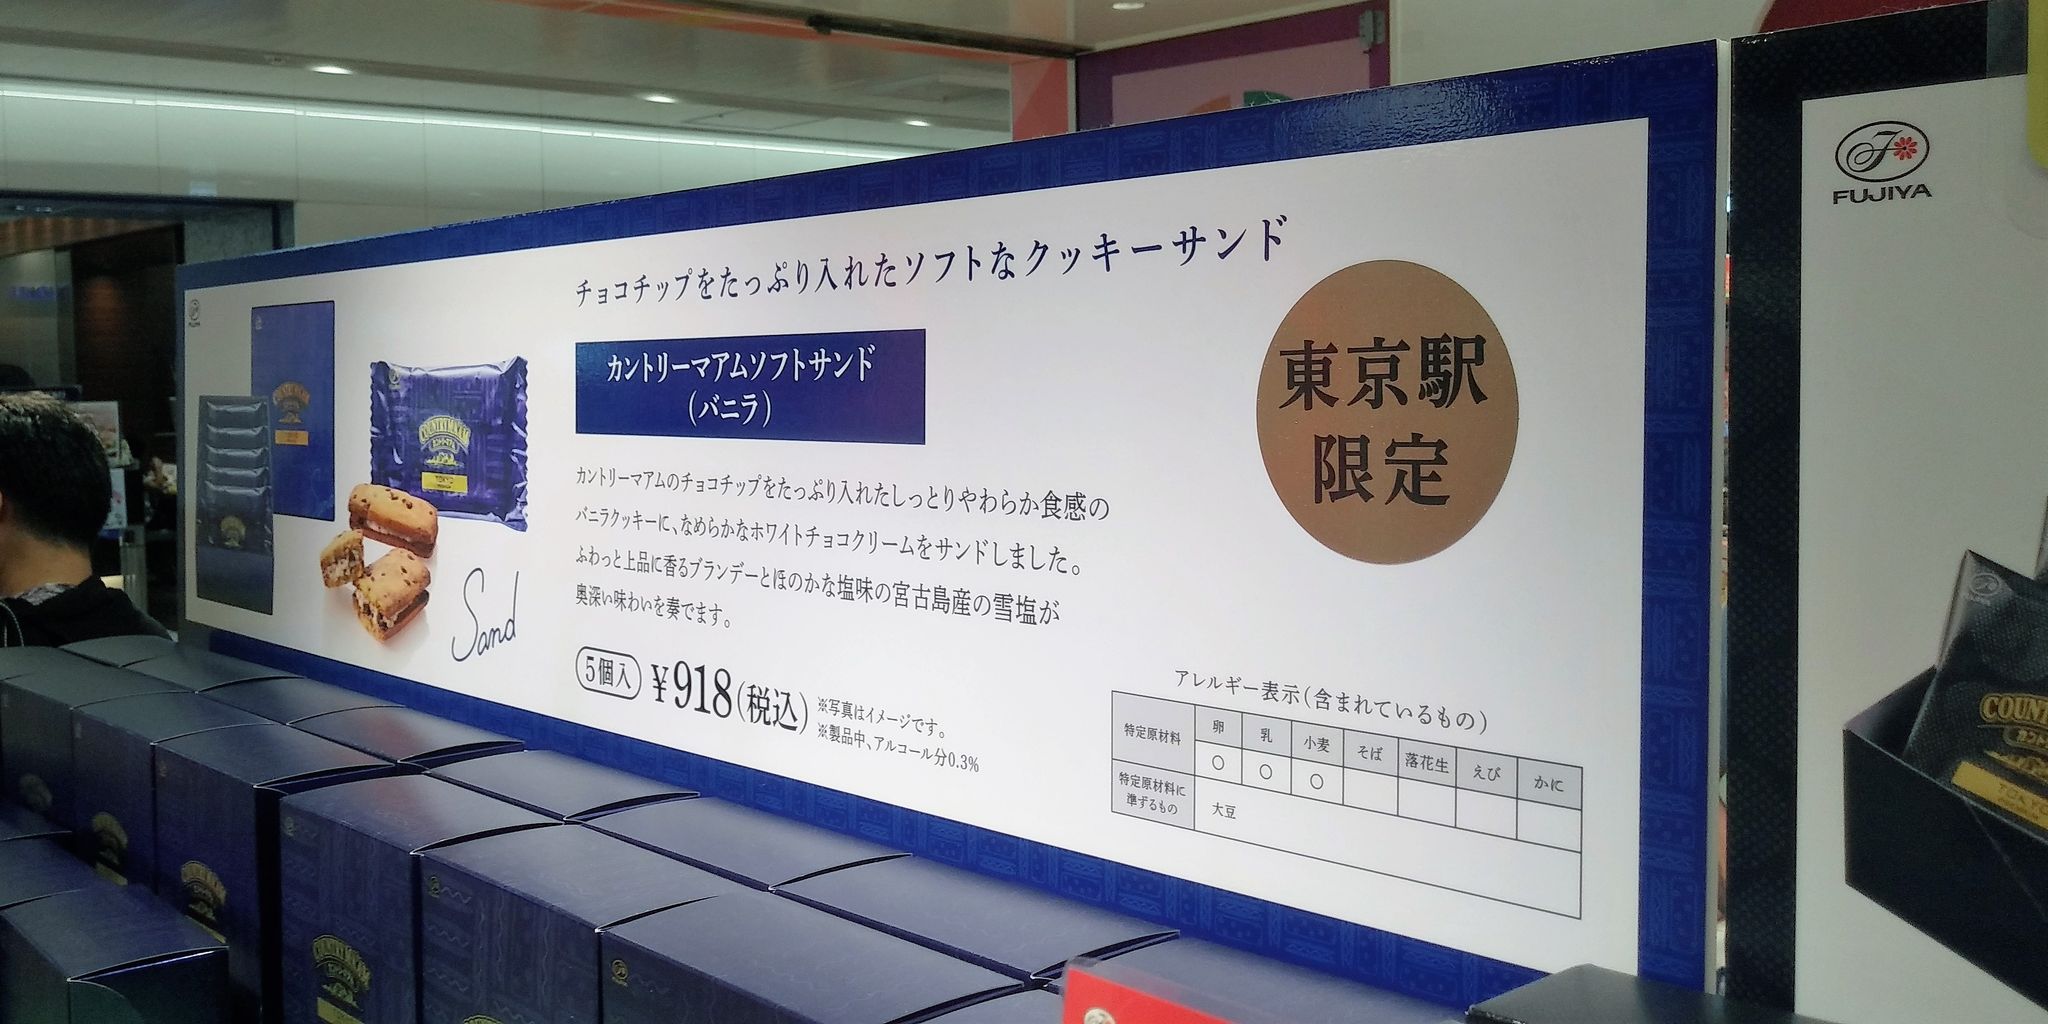 チョコチップをたっぷり入れたソフトなクッキーサンド
カントリーマアムソフトサンド
(バニラ)
カントリーマアムのチョコチップをたっぷり入れたしっとりやわらか食感の
バニラクッキーに、なめらかなホワイトチョコクリームをサンドしました。
ふわっと上品に香るブランデーとほのかな塩味の宮古島産の雪塩が
奥深い味わいを奏でます。
5個入 ¥918(税込)
※写真はイメージです。
※製品中、アルコール分0.3%
東京駅
限定
アレルギー表示(含まれているもの)
特定原材料 卵 乳 小麦 そば 落花生 えび かに
○ ○ ○
特定原材料に
準ずるもの
大豆
COUNTRY MA'AM
カントリーマアム
TOKYO
Sand
FUJIYA